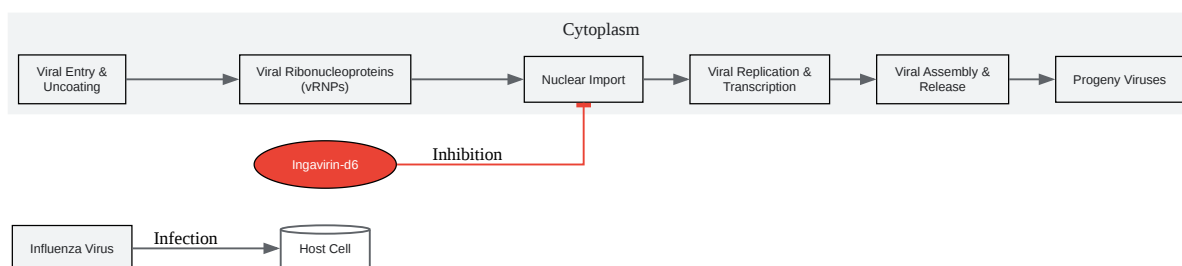 Cytoplasm
Viral Entry &
Uncoating
Viral Ribonucleoproteins
(vRNPs)
Nuclear Import
Viral Replication &
Transcription
Viral Assembly &
Release
Progeny Viruses
Ingavirin-d6
Inhibition
Influenza Virus
Infection
Host Cell